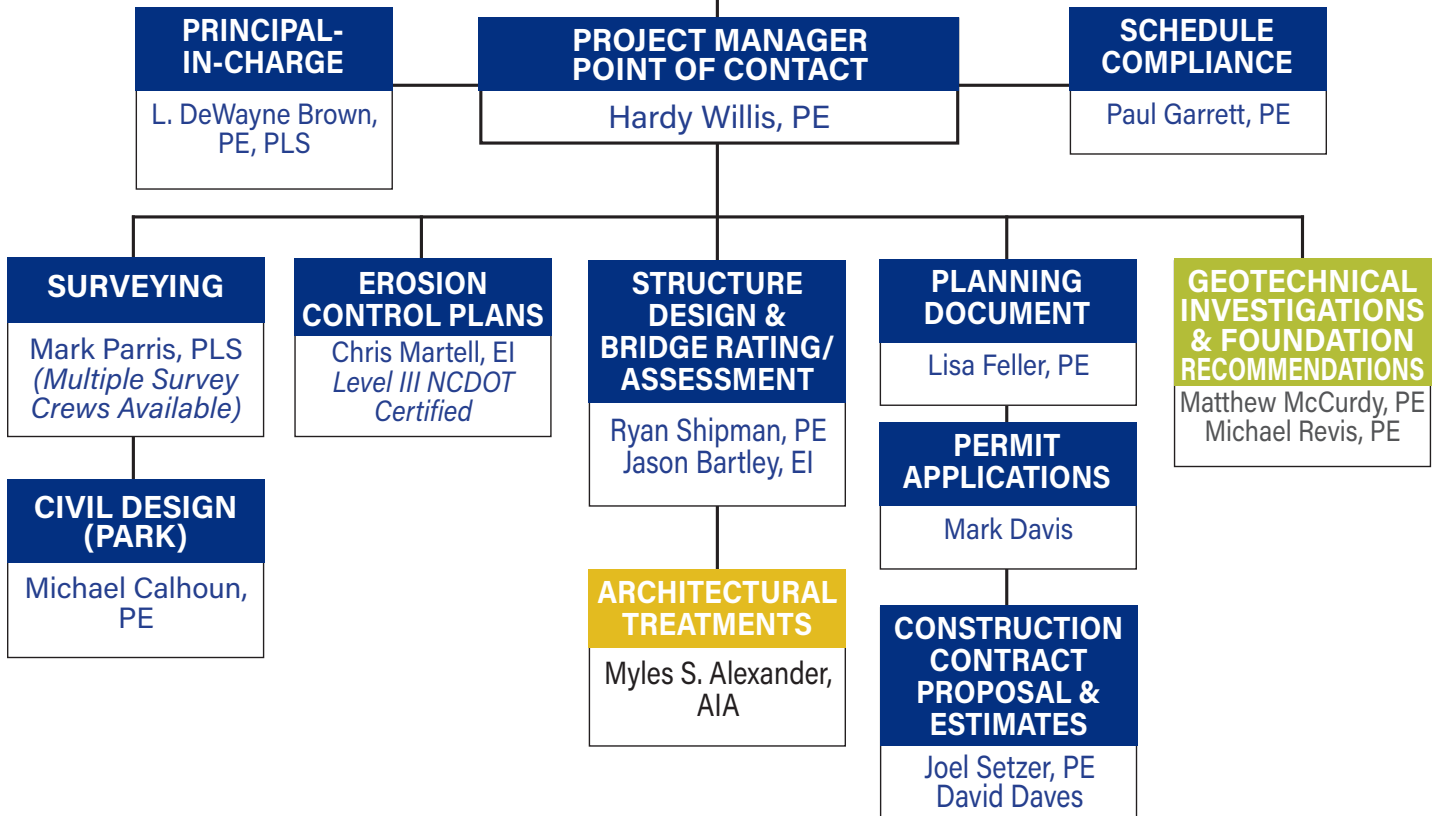 PRINCIPAL-
IN-CHARGE
L. DeWayne Brown,
PE, PLS
PROJECT MANAGER
POINT OF CONTACT
Hardy Willis, PE
SCHEDULE
COMPLIANCE
Paul Garrett, PE
SURVEYING
Mark Parris, PLS
(Multiple Survey
Crews Available)
CIVIL DESIGN
(PARK)
Michael Calhoun,
PE
EROSION
CONTROL PLANS
Chris Martell, EI
Level III NCDOT
Certified
STRUCTURE
DESIGN &
BRIDGE RATING/
ASSESSMENT
Ryan Shipman, PE
Jason Bartley, EI
ARCHITECTURAL
TREATMENTS
Myles S. Alexander,
AIA
PLANNING
DOCUMENT
Lisa Feller, PE
PERMIT
APPLICATIONS
Mark Davis
CONSTRUCTION
CONTRACT
PROPOSAL &
ESTIMATES
Joel Setzer, PE
David Daves
GEOTECHNICAL
INVESTIGATIONS
& FOUNDATION
RECOMMENDATIONS
Matthew McCurdy, PE
Michael Revis, PE